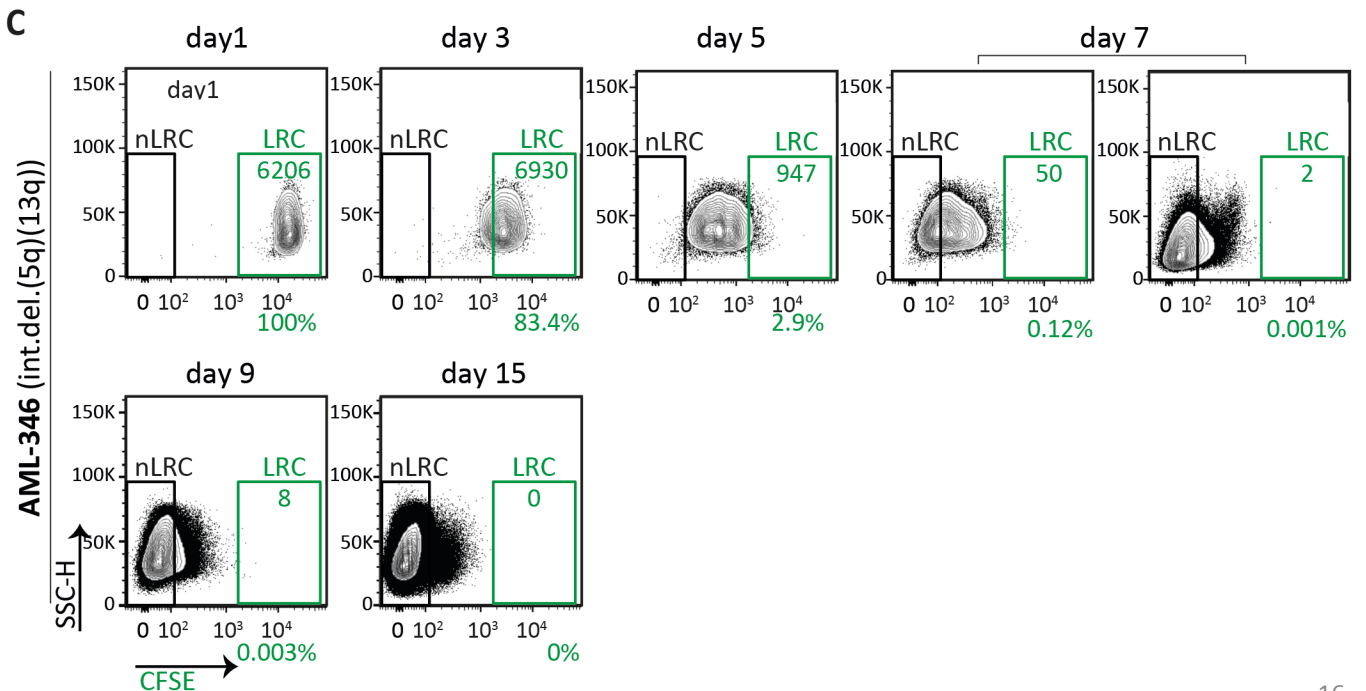 C
day1
day 3
day 5
day 7
AML-346 (int.del.(5q)(13q))
150K
100K
50K
0
day1
nLRC
LRC
6206
0 10² 10³ 10⁴
100%
150K
100K
50K
0
nLRC
LRC
6930
0 10² 10³ 10⁴
83.4%
150K
100K
50K
0
nLRC
LRC
947
0 10² 10³ 10⁴
2.9%
150K
100K
50K
0
nLRC
LRC
50
0 10² 10³ 10⁴
0.12%
150K
100K
50K
0
nLRC
LRC
2
0 10² 10³ 10⁴
0.001%
day 9
day 15
150K
100K
50K
0
nLRC
LRC
8
0 10² 10³ 10⁴
0.003%
150K
100K
50K
0
nLRC
LRC
0
0 10² 10³ 10⁴
0%
SSC-H
CFSE